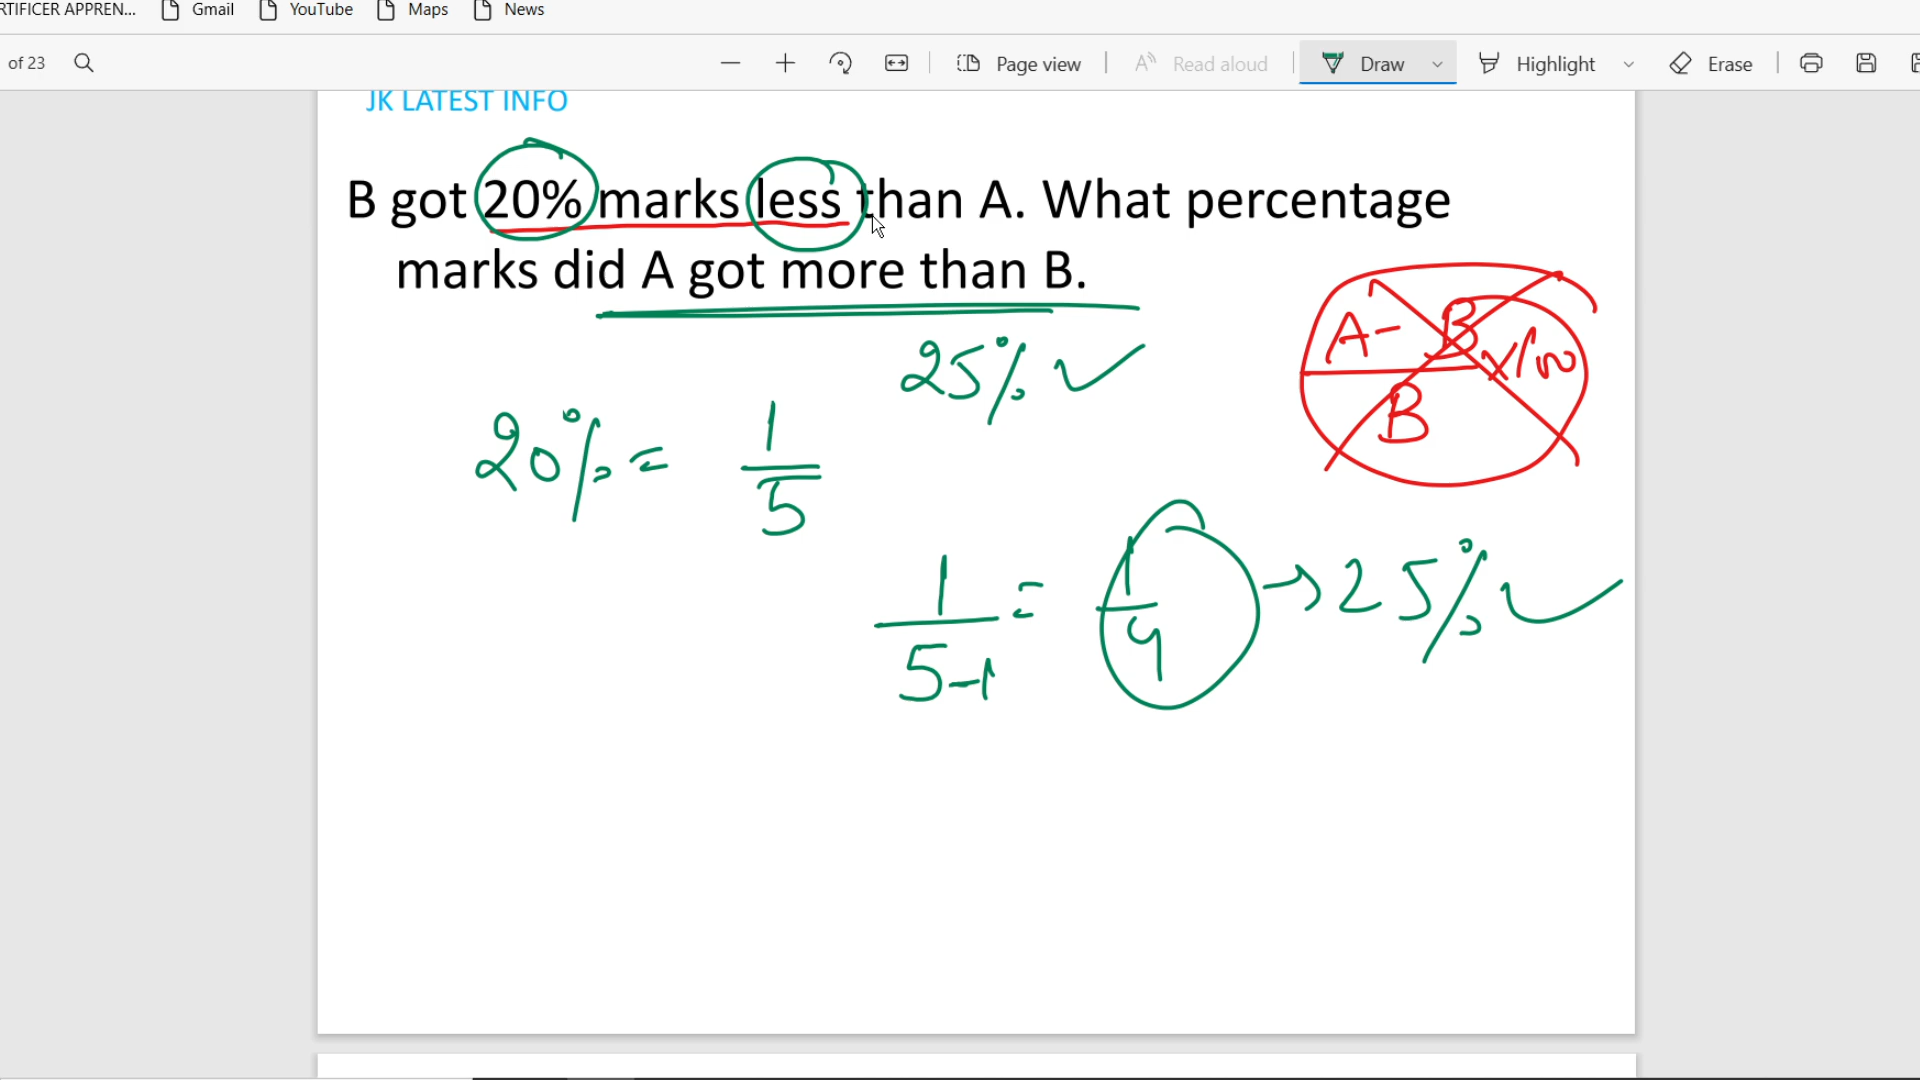 RTIFICER APPREN... Gmail YouTube Maps News
of 23 Page view Read aloud Draw Highlight Erase
JK LATEST INFO
B got 20% marks less than A. What percentage
marks did A got more than B.
A - B x 100
B
25%
20% = 1
5
1 = 1 → 25%
5-1 4